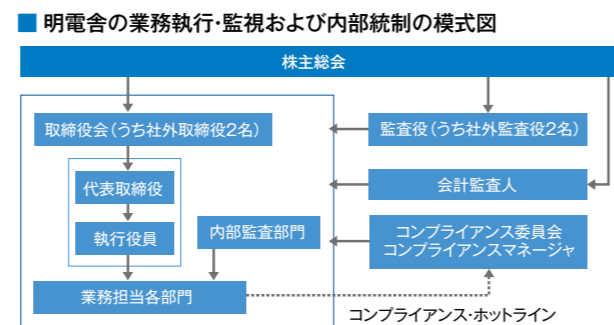 ■ 明電舎の業務執行・監視および内部統制の模式図
株主総会
取締役会（うち社外取締役2名）
監査役（うち社外監査役2名）
代表取締役
会計監査人
執行役員
内部監査部門
コンプライアンス委員会
コンプライアンスマネージャ
業務担当各部門
コンプライアンス・ホットライン